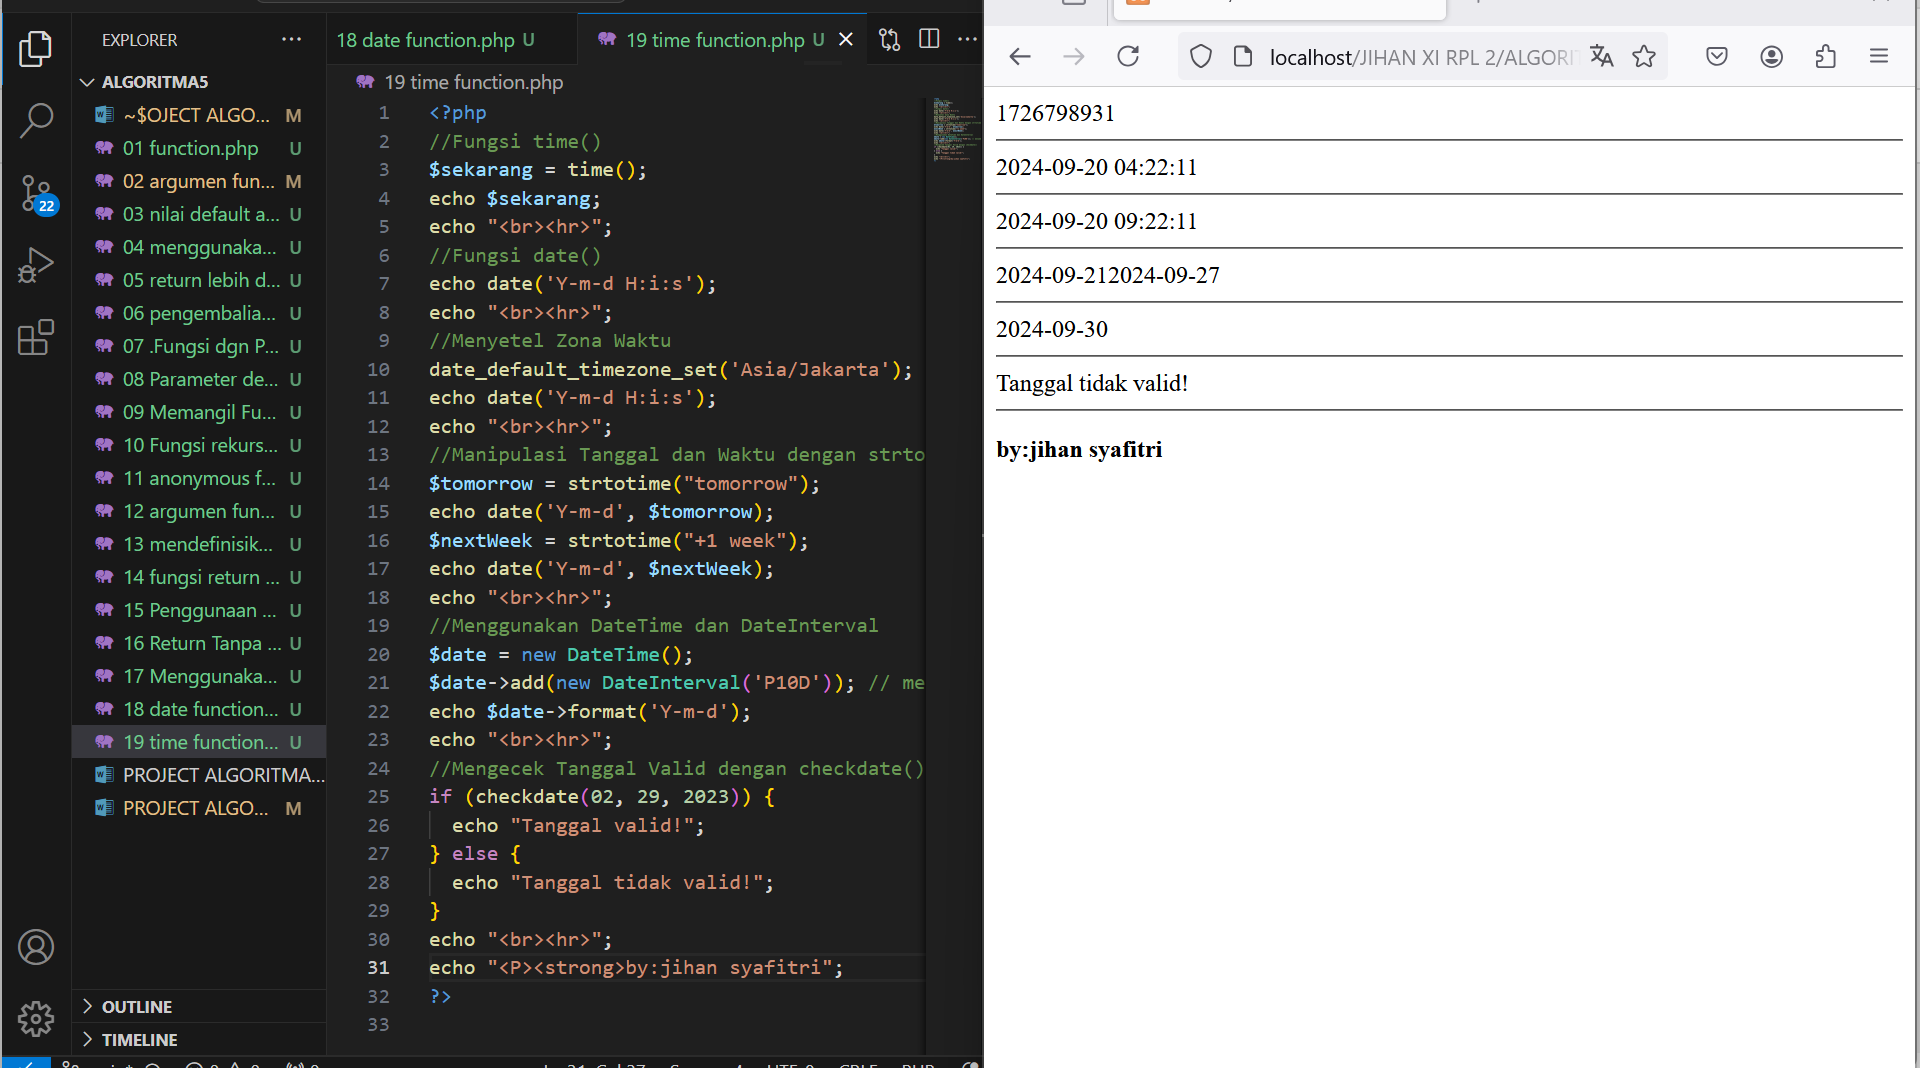 EXPLORER
ALGORITMA5
~$OJECT ALGO... M
01 function.php U
02 argumen fun... M
03 nilai default a... U
04 menggunaka... U
05 return lebih d... U
06 pengembalia... U
07 .Fungsi dgn P... U
08 Parameter de... U
09 Memangil Fu... U
10 Fungsi rekurs... U
11 anonymous f... U
12 argumen fun... U
13 mendefinisik... U
14 fungsi return ... U
15 Penggunaan ... U
16 Return Tanpa ... U
17 Menggunaka... U
18 date function... U
19 time function... U
PROJECT ALGORITMA...
PROJECT ALGO... M
OUTLINE
TIMELINE
22
18 date function.php U
19 time function.php U
19 time function.php
1 <?php
2 //Fungsi time()
3 $sekarang = time();
4 echo $sekarang;
5 echo "<br><hr>";
6 //Fungsi date()
7 echo date('Y-m-d H:i:s');
8 echo "<br><hr>";
9 //Menyetel Zona Waktu
10 date_default_timezone_set('Asia/Jakarta');
11 echo date('Y-m-d H:i:s');
12 echo "<br><hr>";
13 //Manipulasi Tanggal dan Waktu dengan strto
14 $tomorrow = strtotime("tomorrow");
15 echo date('Y-m-d', $tomorrow);
16 $nextWeek = strtotime("+1 week");
17 echo date('Y-m-d', $nextWeek);
18 echo "<br><hr>";
19 //Menggunakan DateTime dan DateInterval
20 $date = new DateTime();
21 $date->add(new DateInterval('P10D')); // me
22 echo $date->format('Y-m-d');
23 echo "<br><hr>";
24 //Mengecek Tanggal Valid dengan checkdate()
25 if (checkdate(02, 29, 2023)) {
26 echo "Tanggal valid!";
27 } else {
28 echo "Tanggal tidak valid!";
29 }
30 echo "<br><hr>";
31 echo "<P><strong>by:jihan syafitri";
32 ?>
33
localhost/JIHAN XI RPL 2/ALGORI
1726798931
2024-09-20 04:22:11
2024-09-20 09:22:11
2024-09-212024-09-27
2024-09-30
Tanggal tidak valid!
by:jihan syafitri